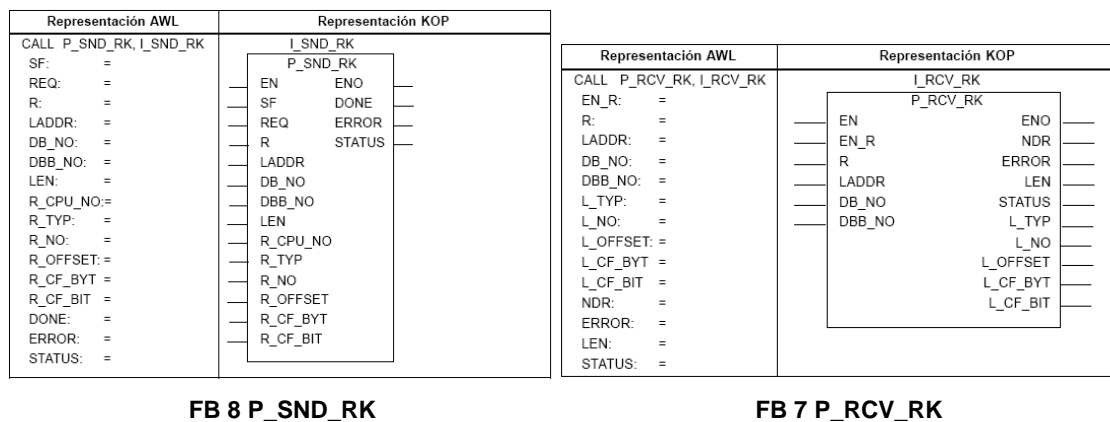 Representación AWL Representación KOP
CALL P_SND_RK, I_SND_RK
SF: =
REQ: =
R: =
LADDR: =
DB_NO: =
DBB_NO: =
LEN: =
R_CPU_NO:=
R_TYP: =
R_NO: =
R_OFFSET: =
R_CF_BYT =
R_CF_BIT =
DONE: =
ERROR: =
STATUS: =
I_SND_RK
P_SND_RK
EN ENO
SF DONE
REQ ERROR
R STATUS
LADDR
DB_NO
DBB_NO
LEN
R_CPU_NO
R_TYP
R_NO
R_OFFSET
R_CF_BYT
R_CF_BIT
FB 8 P_SND_RK
Representación AWL Representación KOP
CALL P_RCV_RK, I_RCV_RK
EN_R: =
R: =
LADDR: =
DB_NO: =
DBB_NO: =
L_TYP: =
L_NO: =
L_OFFSET: =
L_CF_BYT =
L_CF_BIT =
NDR: =
ERROR: =
LEN: =
STATUS: =
I_RCV_RK
P_RCV_RK
EN ENO
EN_R NDR
R ERROR
LADDR LEN
DB_NO STATUS
DBB_NO L_TYP
L_NO
L_OFFSET
L_CF_BYT
L_CF_BIT
FB 7 P_RCV_RK